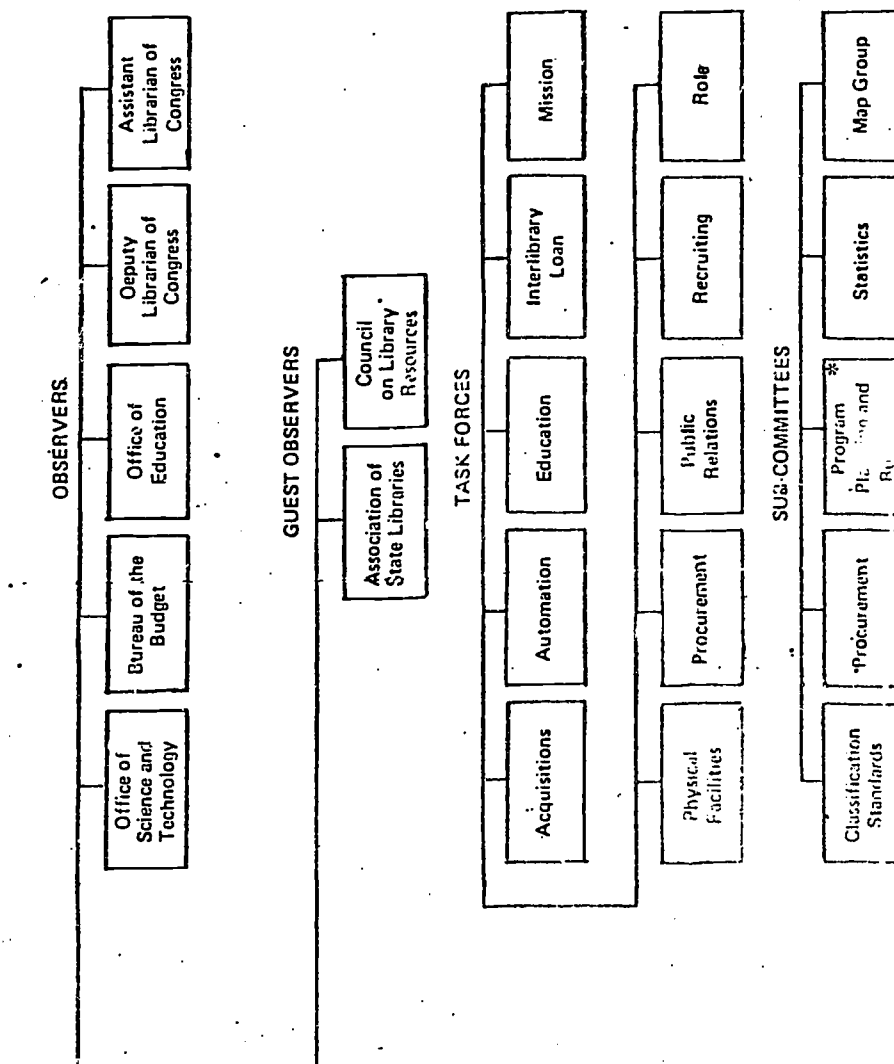 OBSERVERS
Office of
Science and
Technology
Bureau of the
Budget
Office of
Education
Deputy
Librarian of
Congress
Assistant
Librarian of
Congress
GUEST OBSERVERS
Association of
State Libraries
Council
on Library
Resources
TASK FORCES
Acquisitions
Automation
Education
Interlibrary
Loan
Mission
Physical
Facilities
Procurement
Public
Relations
Recruiting
Role
SUB-COMMITTEES
Classification
Standards
Procurement
Program *
and
Statistics
Map Group